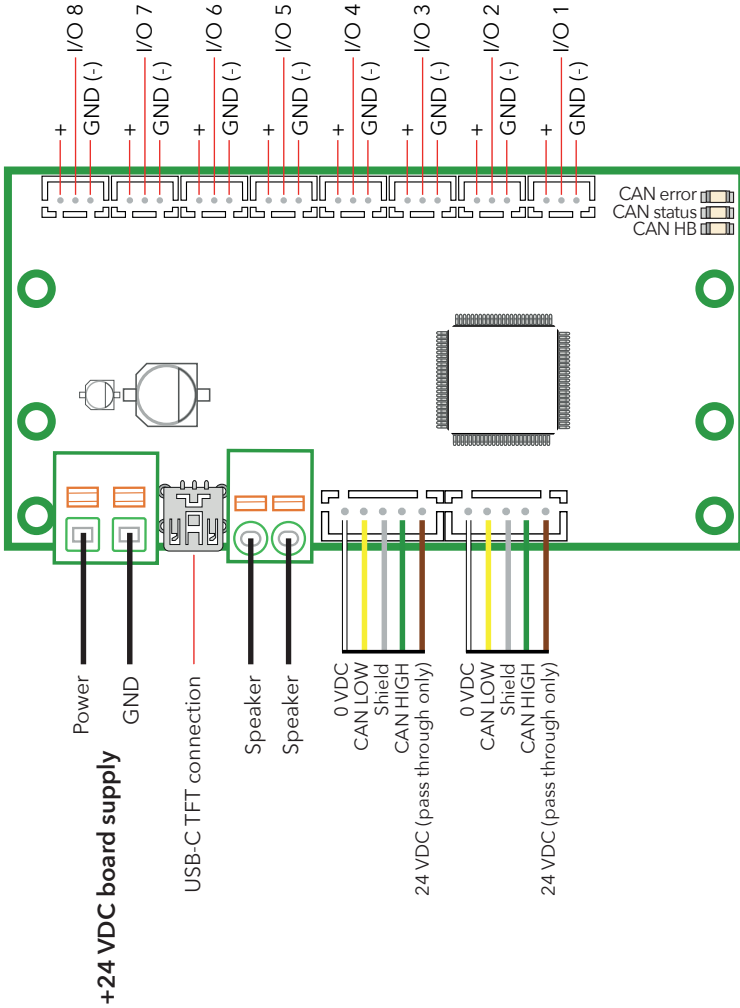 +
I/O 8
GND (-)
+
I/O 7
GND (-)
+
I/O 6
GND (-)
+
I/O 5
GND (-)
+
I/O 4
GND (-)
+
I/O 3
GND (-)
+
I/O 2
GND (-)
+
I/O 1
GND (-)
CAN error
CAN status
CAN HB
Power
GND
+24 VDC board supply
USB-C TFT connection
Speaker
Speaker
0 VDC
CAN LOW
Shield
CAN HIGH
24 VDC (pass through only)
0 VDC
CAN LOW
Shield
CAN HIGH
24 VDC (pass through only)